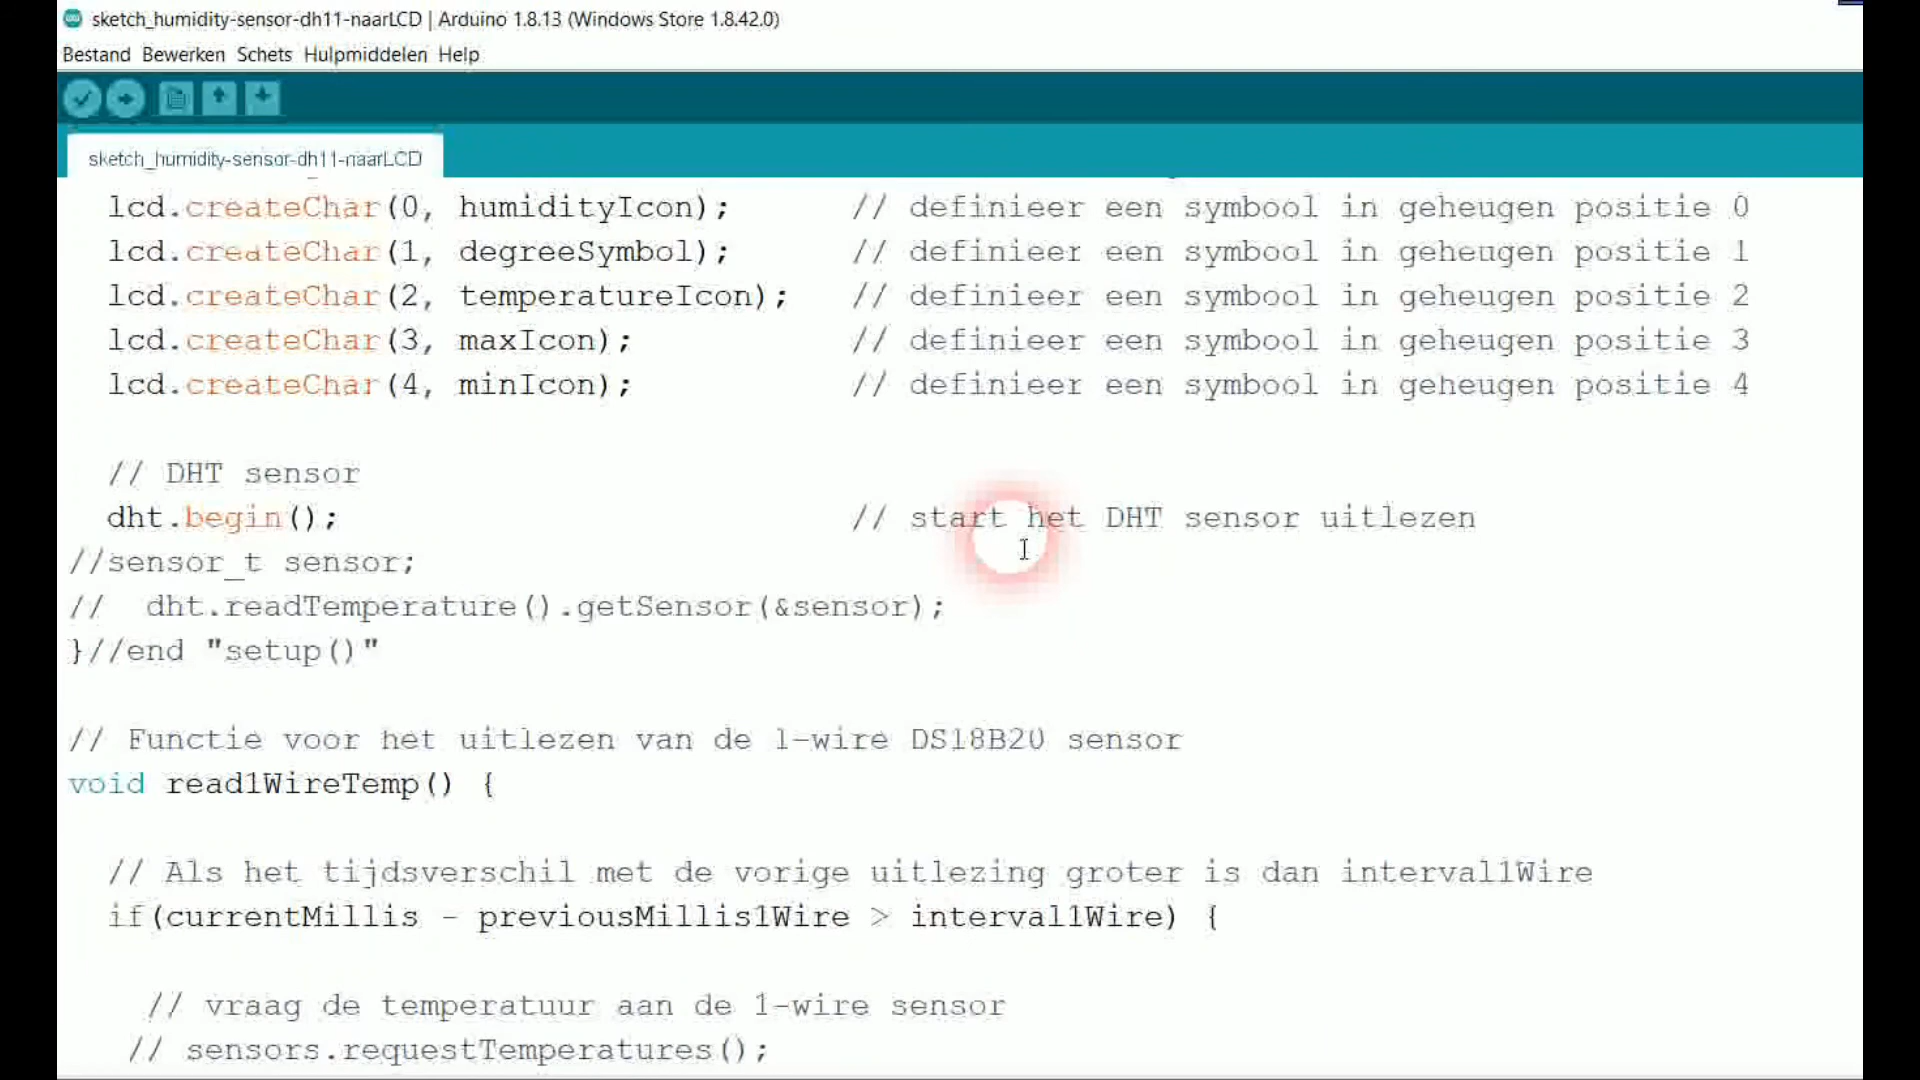 sketch_humidity-sensor-dh11-naarLCD | Arduino 1.8.13 (Windows Store 1.8.42.0)
Bestand Bewerken Schets Hulpmiddelen Help
sketch_humidity-sensor-dh11-naarLCD
lcd.createChar(0, humidityIcon); // definieer een symbool in geheugen positie 0
lcd.createChar(1, degreeSymbol); // definieer een symbool in geheugen positie 1
lcd.createChar(2, temperatureIcon); // definieer een symbool in geheugen positie 2
lcd.createChar(3, maxIcon); // definieer een symbool in geheugen positie 3
lcd.createChar(4, minIcon); // definieer een symbool in geheugen positie 4
// DHT sensor
dht.begin(); // start het DHT sensor uitlezen
//sensor_t sensor;
// dht.readTemperature().getSensor(&sensor);
}//end "setup()"
// Functie voor het uitlezen van de 1-wire DS18B20 sensor
void read1WireTemp() {
// Als het tijdsverschil met de vorige uitlezing groter is dan interval1Wire
if(currentMillis - previousMillis1Wire > interval1Wire) {
// vraag de temperatuur aan de 1-wire sensor
// sensors.requestTemperatures();